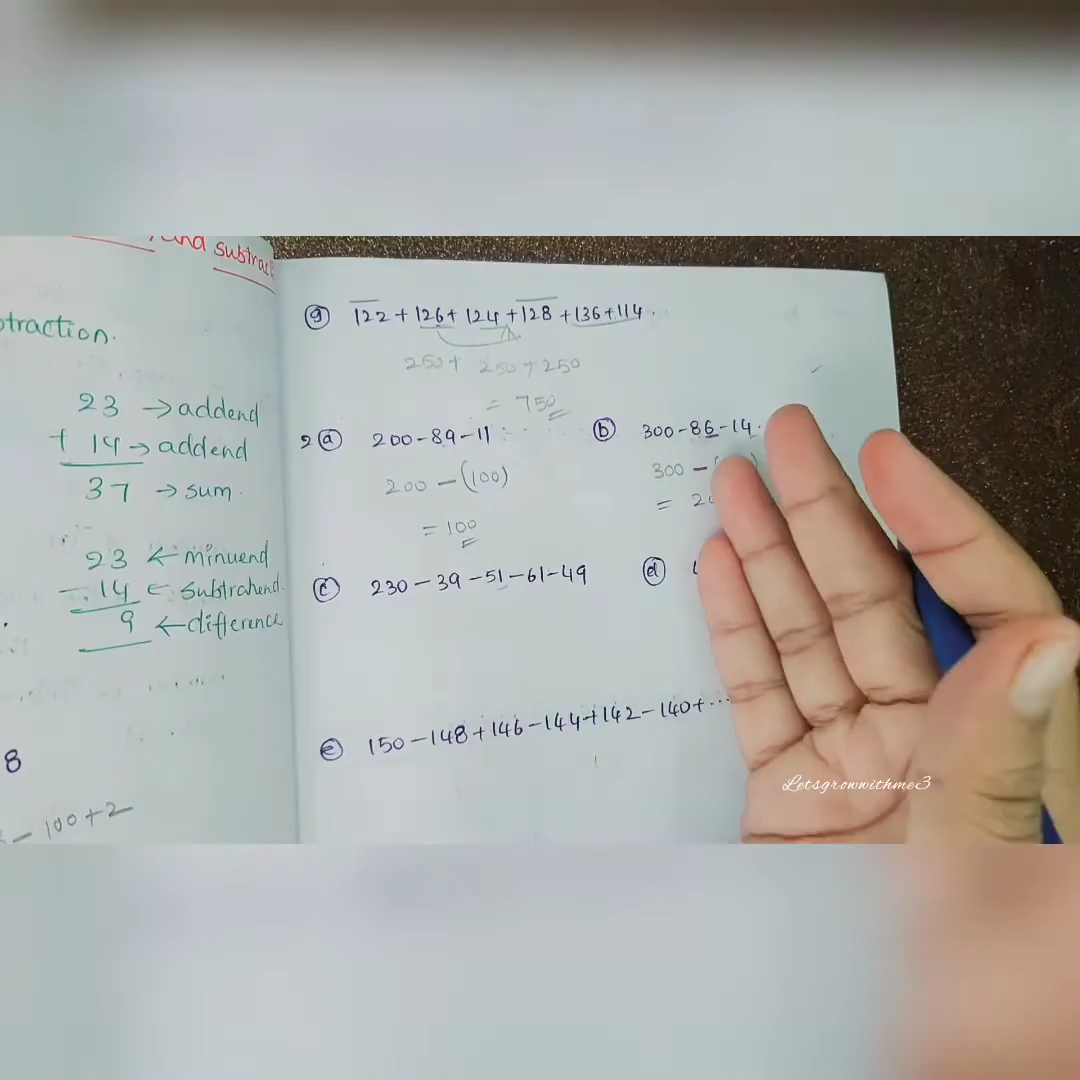 and subtrac
traction.
23 → addend
+ 14 → addend
37 → sum.
23 ← minuend
- 14 ← subtrahend.
9 ← difference
8
- 100+2
g 122 + 126 + 124 + 128 + 136 + 114
250 + 250 + 250
= 750
2 a 200 - 89 - 11
200 - (100)
= 100
b 300 - 86 - 14.
300 - (
= 20
c 230 - 39 - 51 - 61 - 49
d
e 150 - 148 + 146 - 144 + 142 - 140 + ...
Letsgrowwithme3